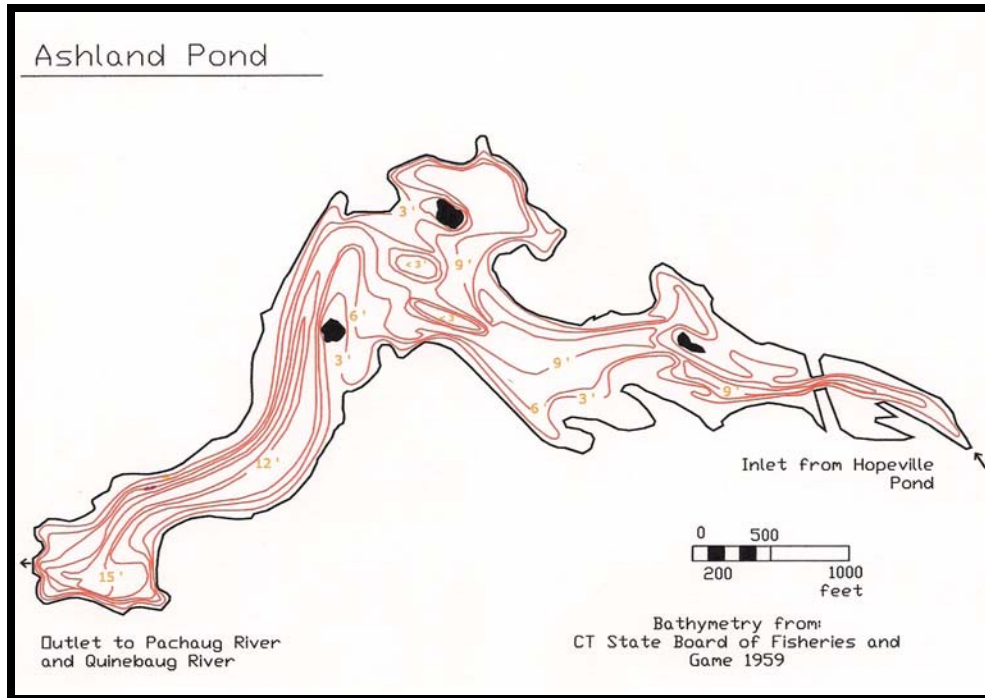 Ashland Pond
3'
< 3'
9'
< 3'
6'
3'
9'
9'
6'
3'
12'
15'
Inlet from Hopeville
Pond
0 500
200 1000
feet
Outlet to Pachaug River
and Quinebaug River
Bathymetry from:
CT State Board of Fisheries and
Game 1959